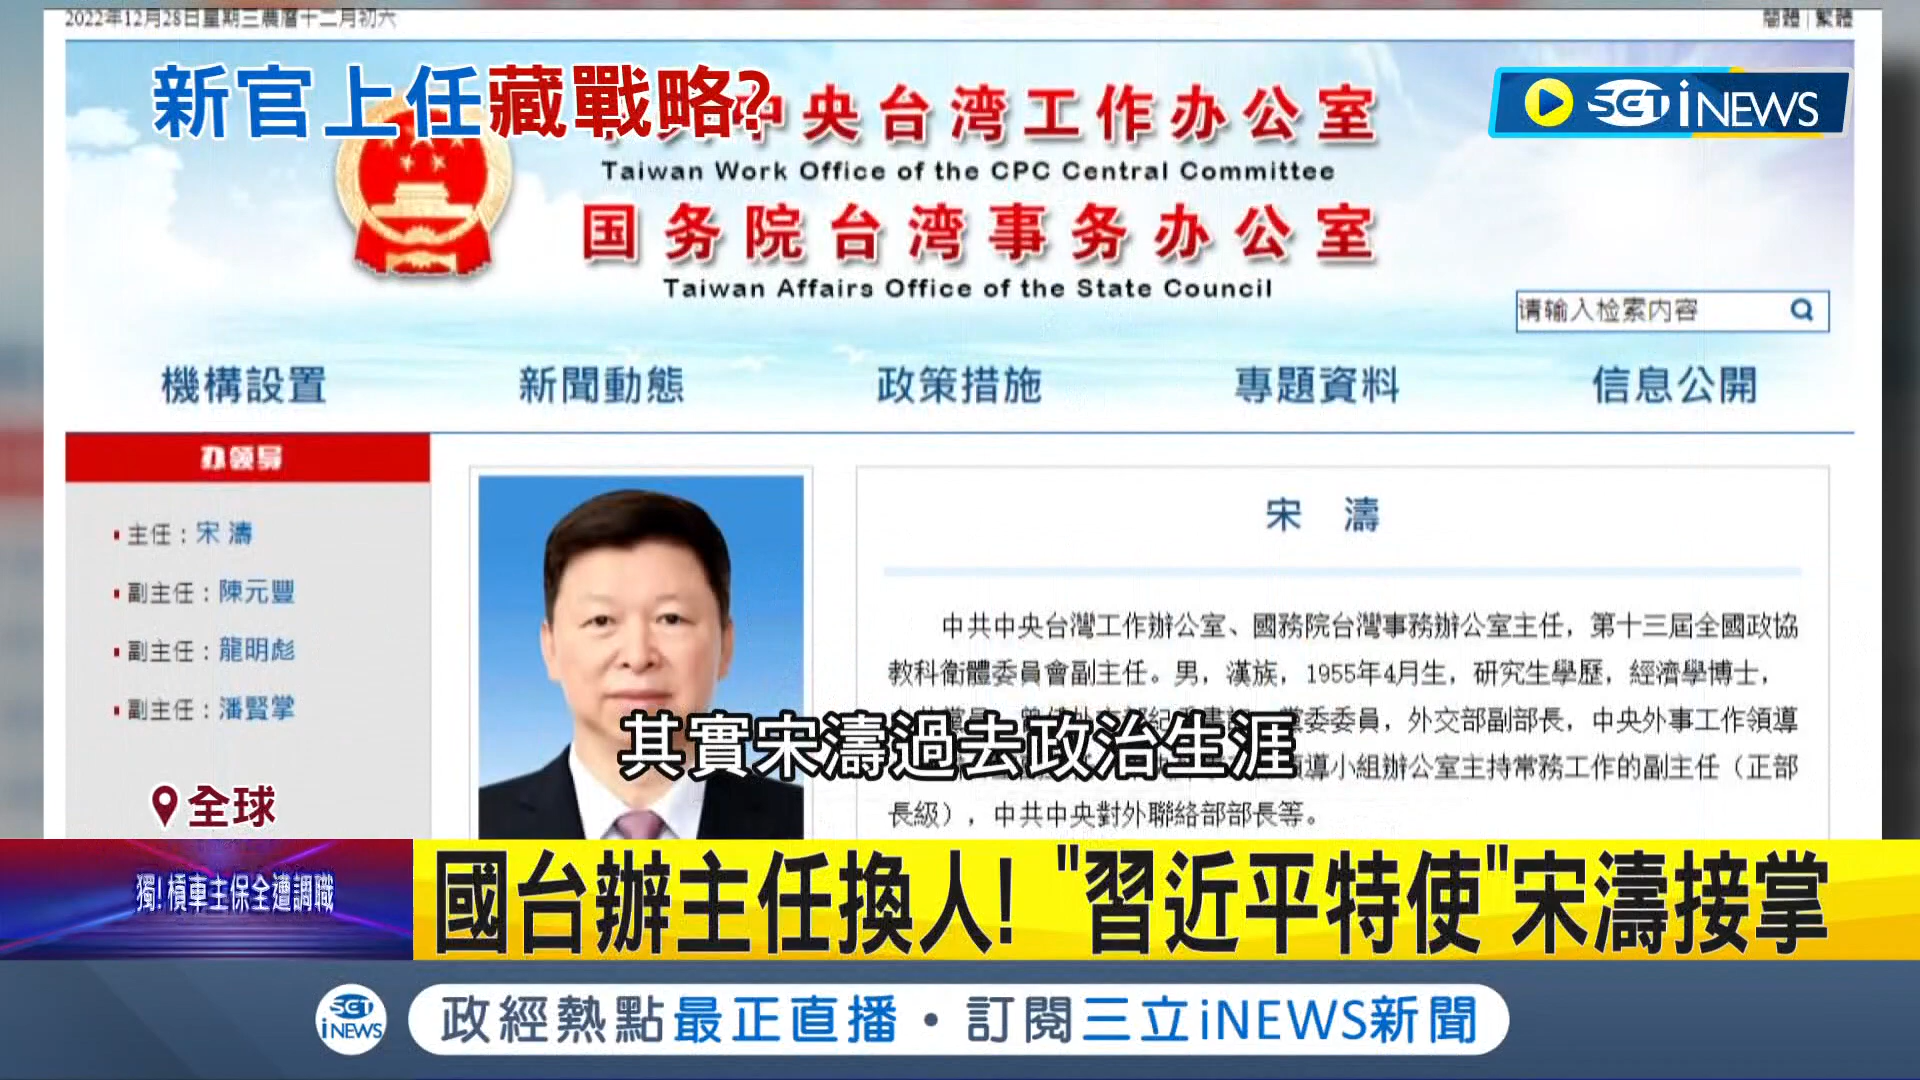 2022年12月28日星期三農曆十二月初六
簡體 | 繁體
新官上任藏戰略?
中央台湾工作办公室
SET iNEWS
Taiwan Work Office of the CPC Central Committee
国务院台湾事务办公室
Taiwan Affairs Office of the State Council
请输入检索内容
機構設置 新聞動態 政策措施 專題資料 信息公開
办领导
主任：宋 濤
副主任：陳元豐
副主任：龍明彪
副主任：潘賢掌
宋 濤
中共中央台灣工作辦公室、國務院台灣事務辦公室主任，第十三屆全國政協
教科衛體委員會副主任。男，漢族，1955年4月生，研究生學歷，經濟學博士，
黨委委員，外交部副部長，中央外事工作領導
其實宋濤過去政治生涯
領導小組辦公室主持常務工作的副主任（正部
長級），中共中央對外聯絡部部長等。
全球
獨!槓車主保全遭調職
國台辦主任換人! "習近平特使"宋濤接掌
SET iNEWS
政經熱點最正直播・訂閱三立iNEWS新聞